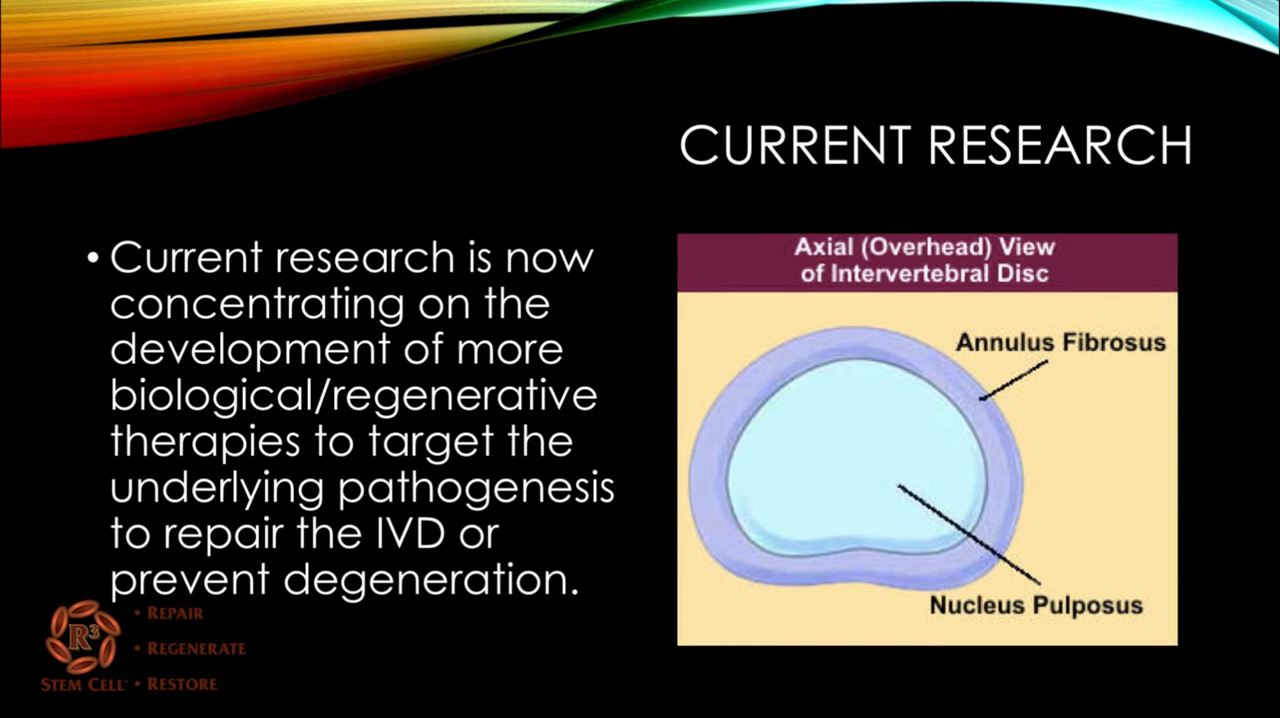 CURRENT RESEARCH
• Current research is now
concentrating on the
development of more
biological/regenerative
therapies to target the
underlying pathogenesis
to repair the IVD or
prevent degeneration.
Axial (Overhead) View
of Intervertebral Disc
Annulus Fibrosus
Nucleus Pulposus
R³
STEM CELL™
• REPAIR
• REGENERATE
• RESTORE